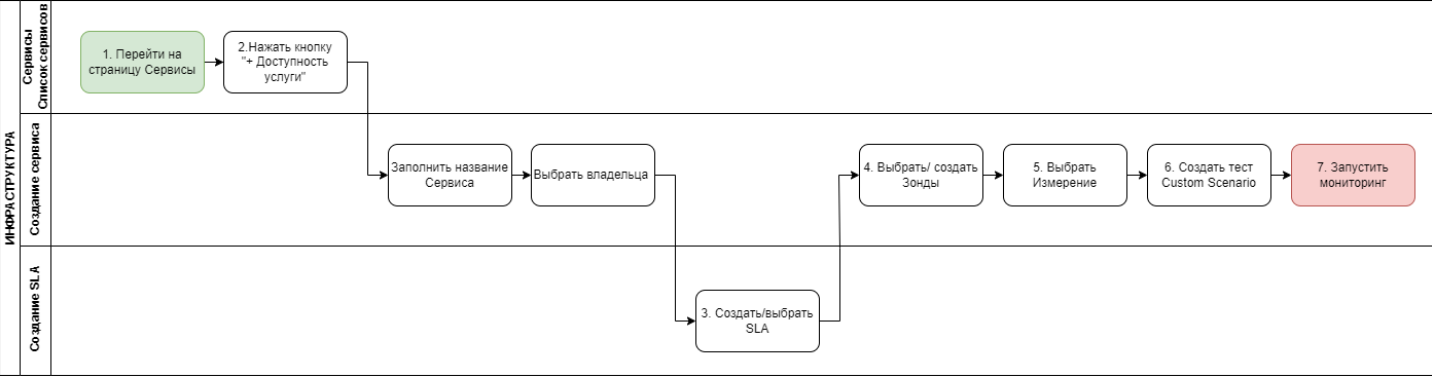 ИНФРАСТРУКТУРА
Сервисы
Список сервисов
1. Перейти на
страницу Сервисы
2.Нажать кнопку
"+ Доступность
услуги"
Создание сервиса
Заполнить название
Сервиса
Выбрать владельца
4. Выбрать/ создать
Зонды
5. Выбрать
Измерение
6. Создать тест
Custom Scenario
7. Запустить
мониторинг
Создание SLA
3. Создать/выбрать
SLA